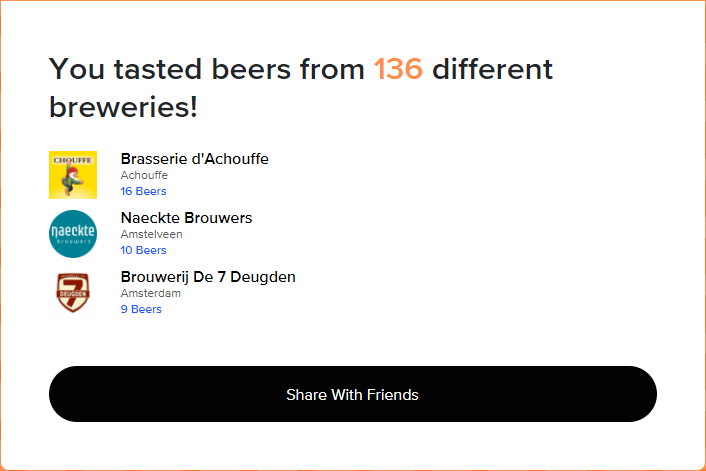 You tasted beers from 136 different
breweries!
CHOUFFE
Brasserie d'Achouffe
Achouffe
16 Beers
naeckte
brouwers
Naeckte Brouwers
Amstelveen
10 Beers
7
DEUGDEN
Brouwerij De 7 Deugden
Amsterdam
9 Beers
Share With Friends